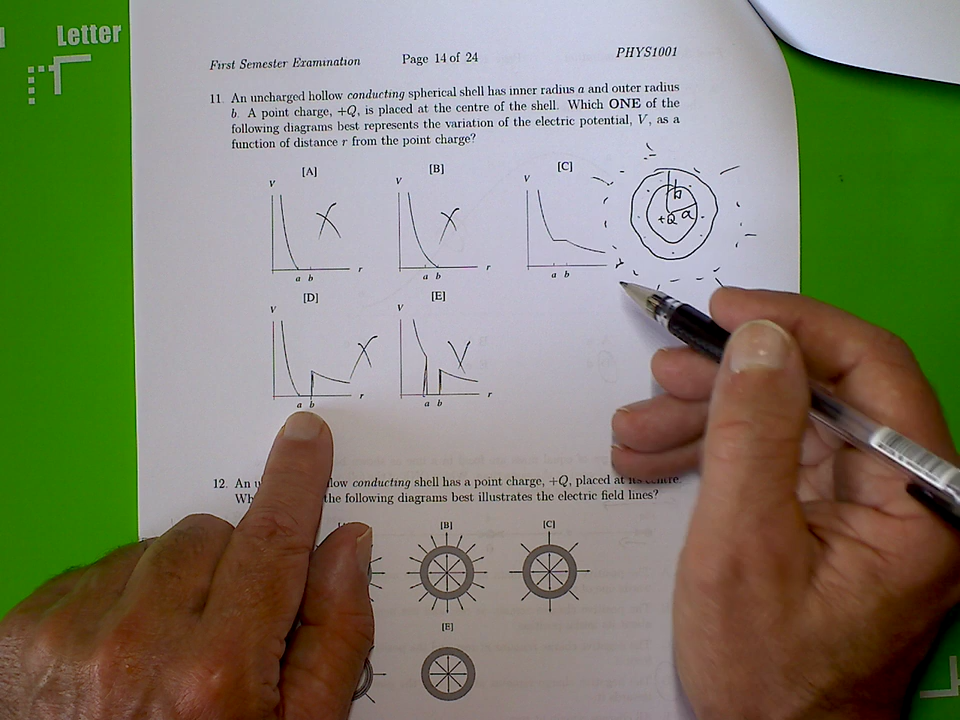 Letter
First Semester Examination Page 14 of 24 PHYS1001
11. An uncharged hollow conducting spherical shell has inner radius a and outer radius
b. A point charge, +Q, is placed at the centre of the shell. Which ONE of the
following diagrams best represents the variation of the electric potential, V, as a
function of distance r from the point charge?
[A] [B] [C]
V V V
b
+Q a
a b r a b r a b
[D] [E]
V V
a b r a b r
12. An conducting shell has a point charge, +Q, placed at its centre.
the following diagrams best illustrates the electric field lines?
[B] [C]
[E]